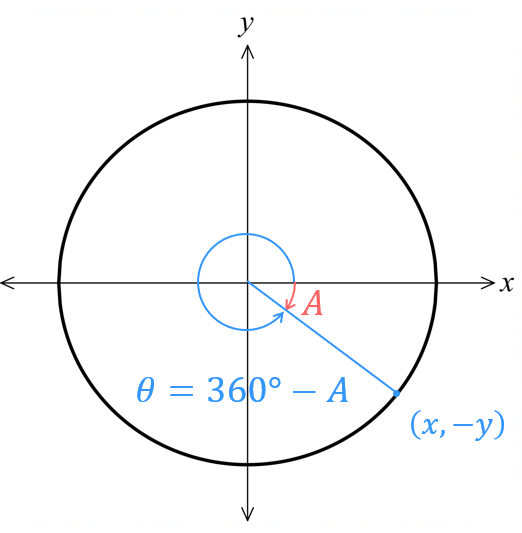 y
x
A
θ = 360° − A
(x, −y)